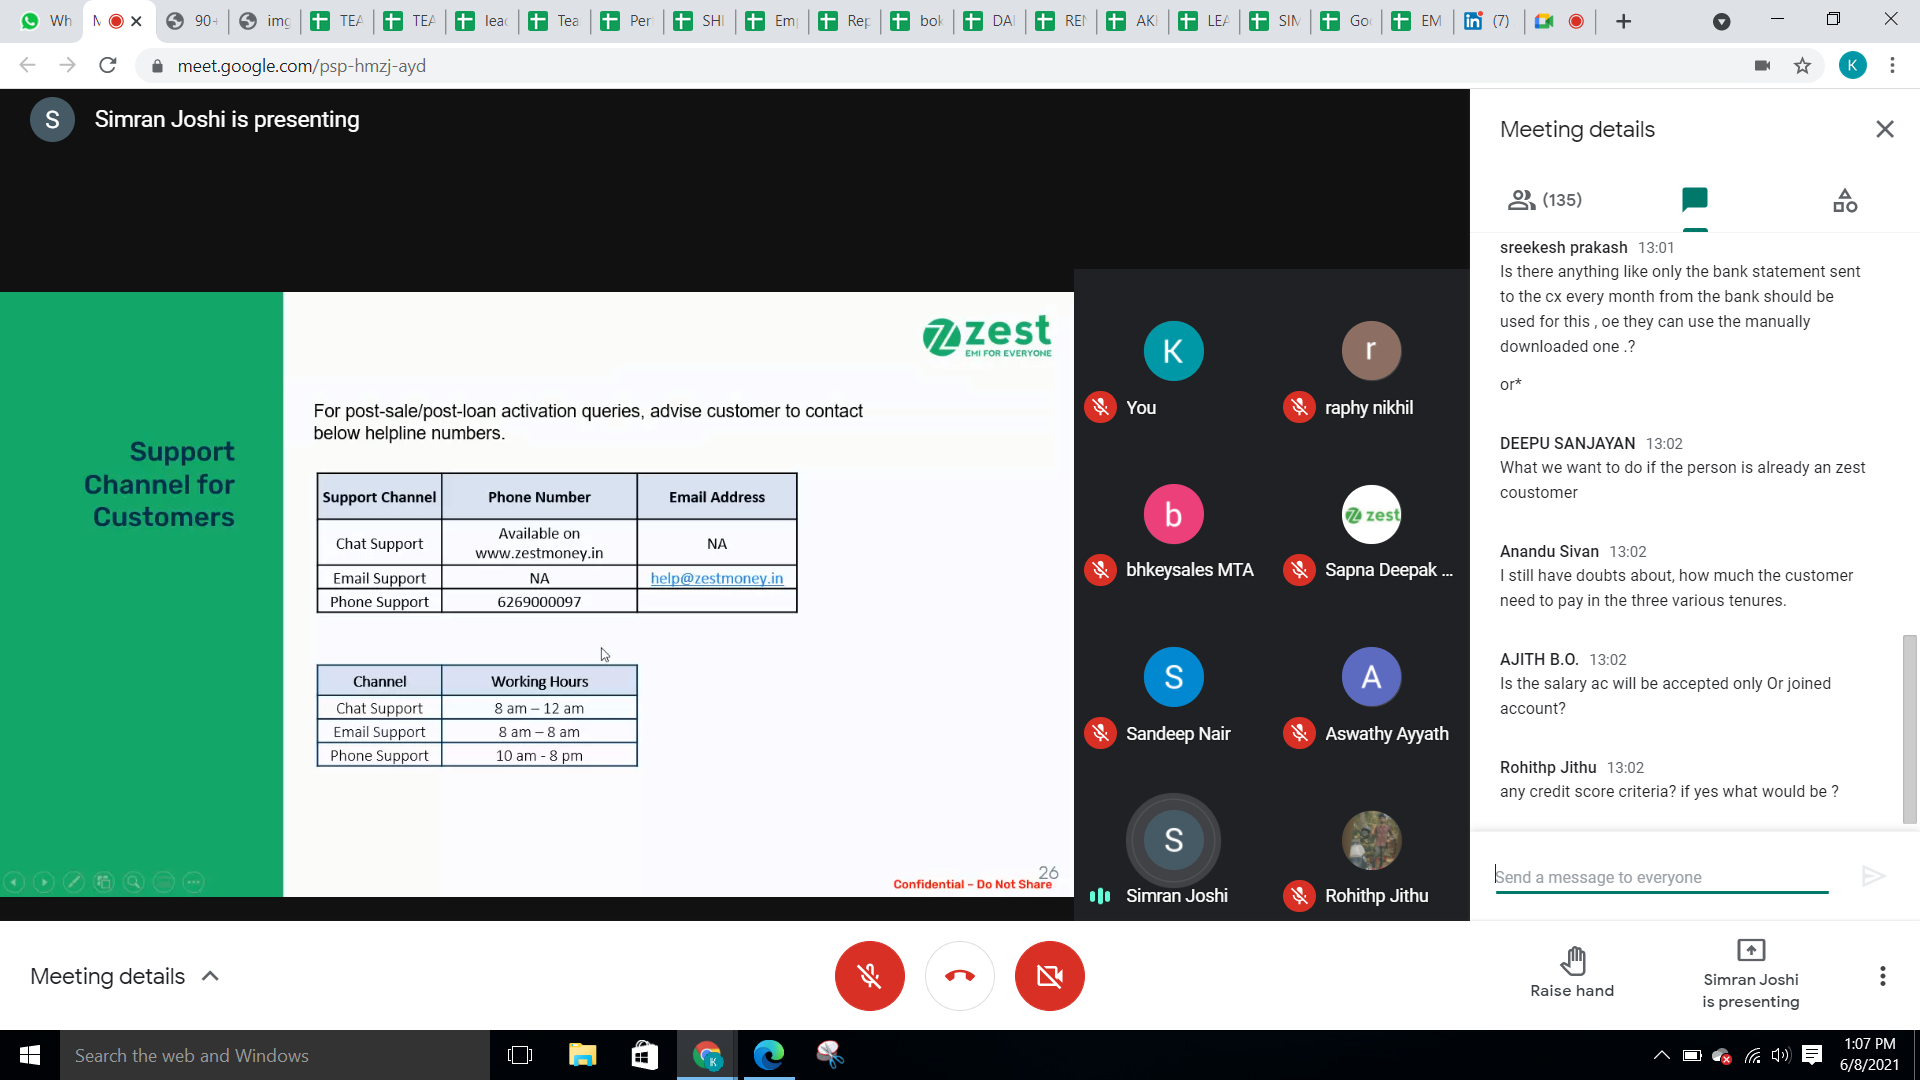 Wh
90+
img
TEA
TEA
lead
Tea
Per
SHI
Emp
Rep
bok
DAI
REN
AKI
LEA
SIM
Goo
EM
(7)
meet.google.com/psp-hmzj-ayd
K
S
Simran Joshi is presenting
zest
EMI FOR EVERYONE
Support
Channel for
Customers
For post-sale/post-loan activation queries, advise customer to contact
below helpline numbers.
Support Channel Phone Number Email Address
Chat Support Available on www.zestmoney.in NA
Email Support NA help@zestmoney.in
Phone Support 6269000097
Channel Working Hours
Chat Support 8 am – 12 am
Email Support 8 am – 8 am
Phone Support 10 am - 8 pm
26
Confidential – Do Not Share
K
You
r
raphy nikhil
b
bhkeysales MTA
zest
Sapna Deepak ...
S
Sandeep Nair
A
Aswathy Ayyath
S
Simran Joshi
Rohithp Jithu
Meeting details
(135)
sreekesh prakash 13:01
Is there anything like only the bank statement sent
to the cx every month from the bank should be
used for this , oe they can use the manually
downloaded one .?
or*
DEEPU SANJAYAN 13:02
What we want to do if the person is already an zest
coustomer
Anandu Sivan 13:02
I still have doubts about, how much the customer
need to pay in the three various tenures.
AJITH B.O. 13:02
Is the salary ac will be accepted only Or joined
account?
Rohithp Jithu 13:02
any credit score criteria? if yes what would be ?
Send a message to everyone
Meeting details
Raise hand
Simran Joshi
is presenting
Search the web and Windows
K
1:07 PM
6/8/2021